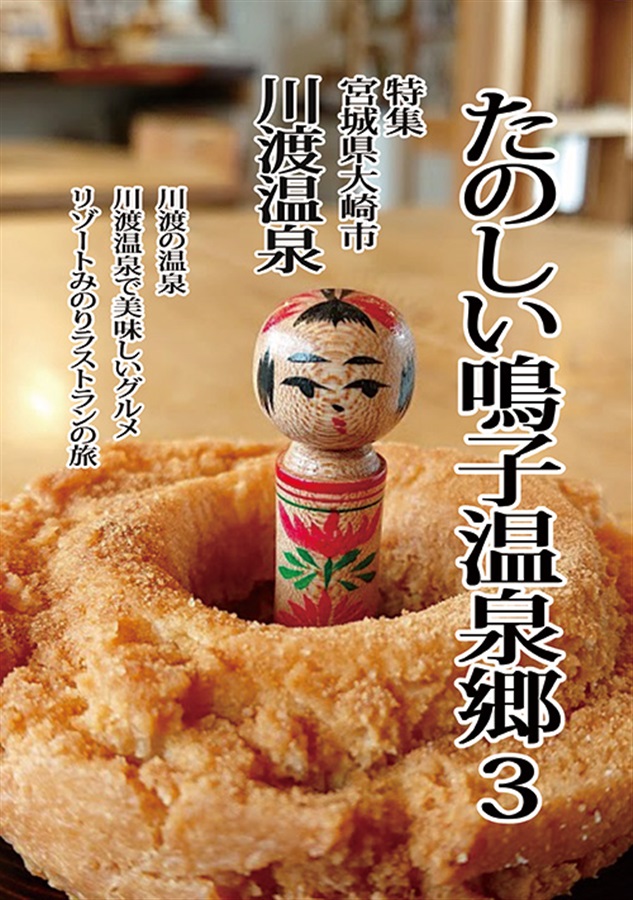 たのしい鳴子温泉郷３
特集
宮城県大崎市
川渡温泉
川渡の温泉
川渡温泉で美味しいグルメ
リゾートみのりラストランの旅